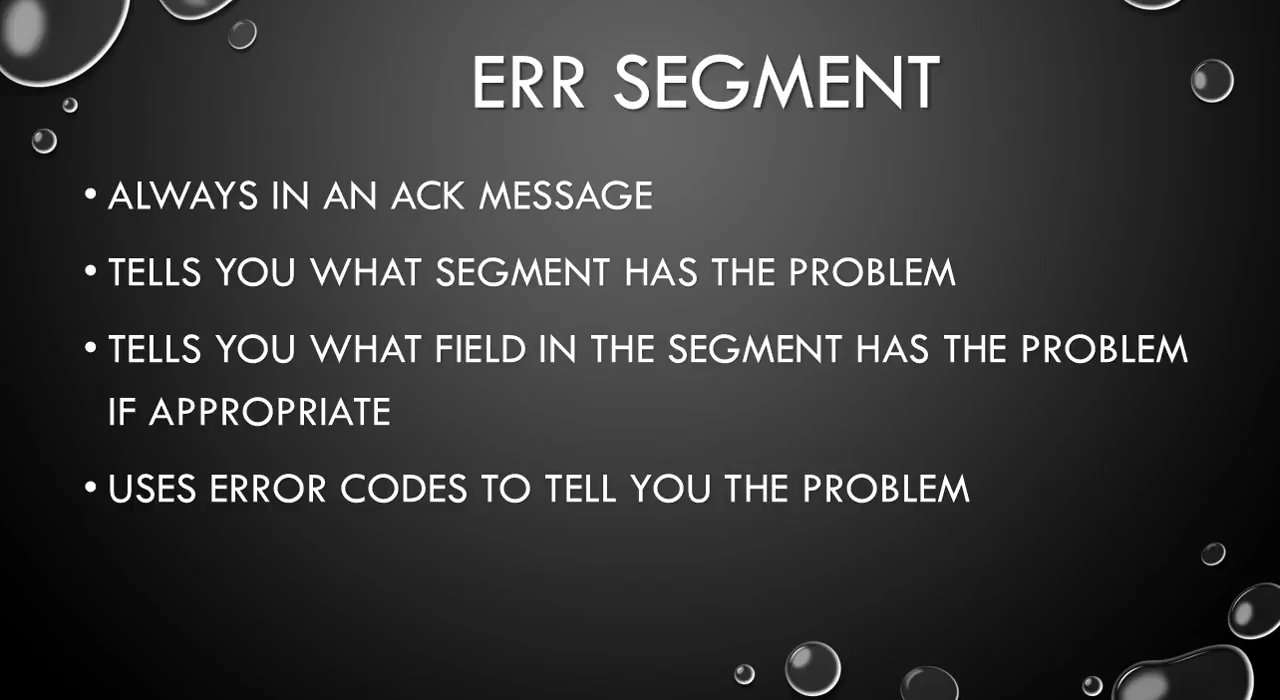 ERR SEGMENT
• ALWAYS IN AN ACK MESSAGE
• TELLS YOU WHAT SEGMENT HAS THE PROBLEM
• TELLS YOU WHAT FIELD IN THE SEGMENT HAS THE PROBLEM
IF APPROPRIATE
• USES ERROR CODES TO TELL YOU THE PROBLEM